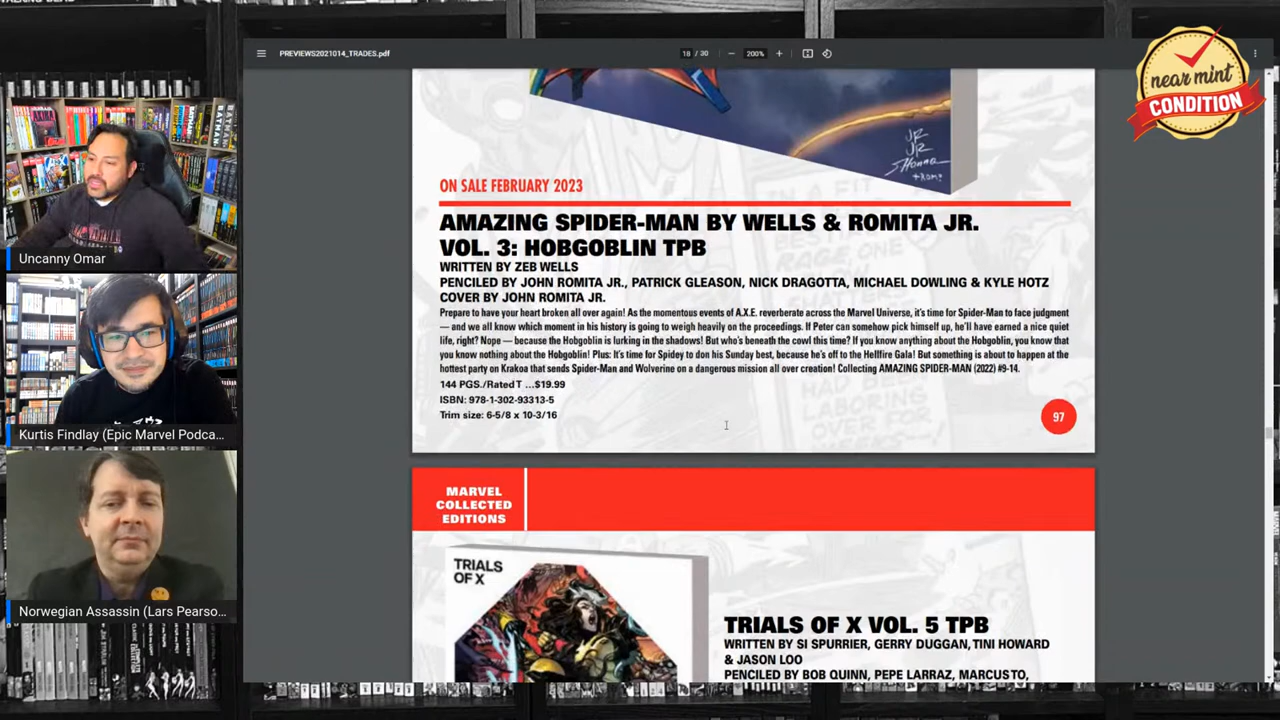 near mint
CONDITION
PREVIEWS2021014_TRADES.pdf
18 / 30
200%
JR
JR
ON SALE FEBRUARY 2023
AMAZING SPIDER-MAN BY WELLS & ROMITA JR.
VOL. 3: HOBGOBLIN TPB
WRITTEN BY ZEB WELLS
PENCILED BY JOHN ROMITA JR., PATRICK GLEASON, NICK DRAGOTTA, MICHAEL DOWLING & KYLE HOTZ
COVER BY JOHN ROMITA JR.
Prepare to have your heart broken all over again! As the momentous events of A.X.E. reverberate across the Marvel Universe, it's time for Spider-Man to face judgment
— and we all know which moment in his history is going to weigh heavily on the proceedings. If Peter can somehow pick himself up, he'll have earned a nice quiet
life, right? Nope — because the Hobgoblin is lurking in the shadows! But who's beneath the cowl this time? If you know anything about the Hobgoblin, you know that
you know nothing about the Hobgoblin! Plus: It's time for Spidey to don his Sunday best, because he's off to the Hellfire Gala! But something is about to happen at the
hottest party on Krakoa that sends Spider-Man and Wolverine on a dangerous mission all over creation! Collecting AMAZING SPIDER-MAN (2022) #9-14.
144 PGS./Rated T ...$19.99
ISBN: 978-1-302-93313-5
Trim size: 6-5/8 x 10-3/16
97
MARVEL
COLLECTED
EDITIONS
TRIALS
OF X
TRIALS OF X VOL. 5 TPB
WRITTEN BY SI SPURRIER, GERRY DUGGAN, TINI HOWARD
& JASON LOO
PENCILED BY BOB QUINN, PEPE LARRAZ, MARCUS TO,
Uncanny Omar
Kurtis Findlay (Epic Marvel Podca...
Norwegian Assassin (Lars Pearso...